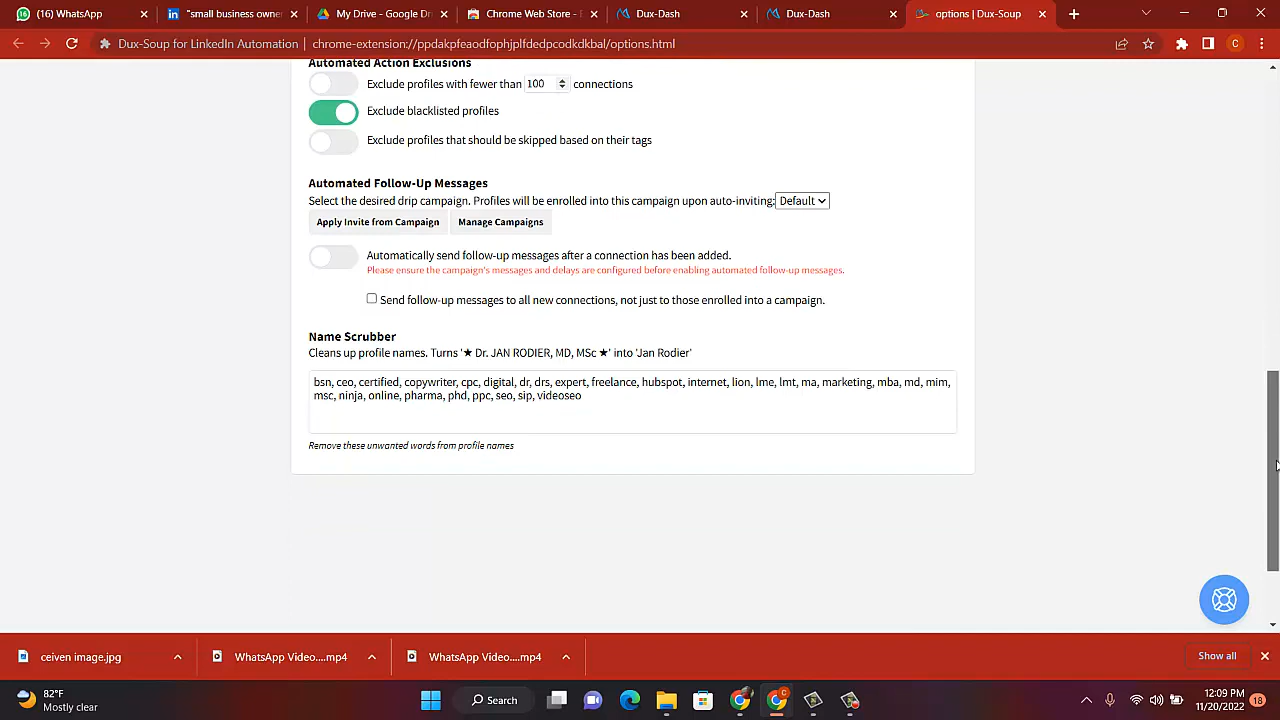 (16) WhatsApp
"small business owne
My Drive - Google Dri
Chrome Web Store - E
Dux-Dash
Dux-Dash
options | Dux-Soup
Dux-Soup for LinkedIn Automation | chrome-extension://ppdakpfeaodfophjplfdedpcodkdkbal/options.html
C
Automated Action Exclusions
Exclude profiles with fewer than 100 connections
Exclude blacklisted profiles
Exclude profiles that should be skipped based on their tags
Automated Follow-Up Messages
Select the desired drip campaign. Profiles will be enrolled into this campaign upon auto-inviting: Default
Apply Invite from Campaign Manage Campaigns
Automatically send follow-up messages after a connection has been added.
Please ensure the campaign's messages and delays are configured before enabling automated follow-up messages.
Send follow-up messages to all new connections, not just to those enrolled into a campaign.
Name Scrubber
Cleans up profile names. Turns '★ Dr. JAN RODIER, MD, MSc ★' into 'Jan Rodier'
bsn, ceo, certified, copywriter, cpc, digital, dr, drs, expert, freelance, hubspot, internet, lion, lme, lmt, ma, marketing, mba, md, mim,
msc, ninja, online, pharma, phd, ppc, seo, sip, videoseo
Remove these unwanted words from profile names
ceiven image.jpg
WhatsApp Video....mp4
WhatsApp Video....mp4
Show all
82°F
Mostly clear
Search
12:09 PM
11/20/2022
18